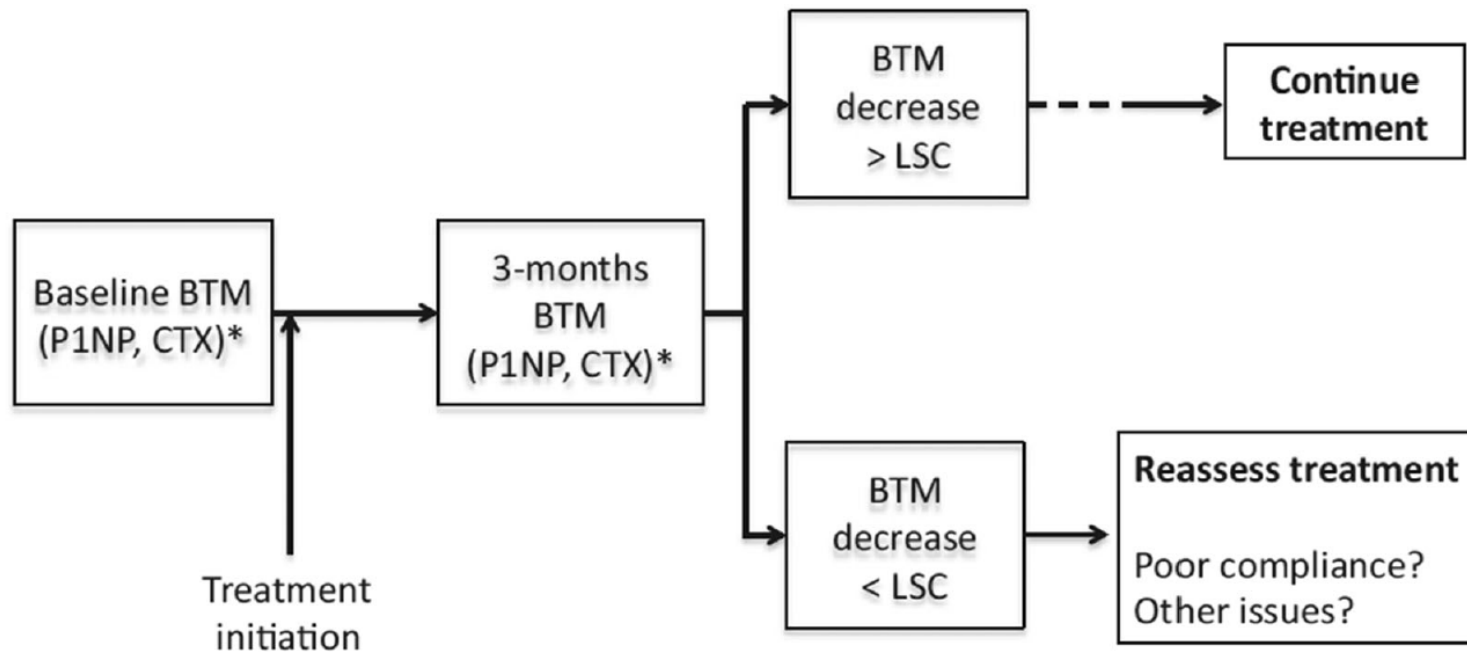 Baseline BTM
(P1NP, CTX)*
Treatment
initiation
3-months
BTM
(P1NP, CTX)*
BTM
decrease
> LSC
Continue
treatment
BTM
decrease
< LSC
Reassess treatment
Poor compliance?
Other issues?